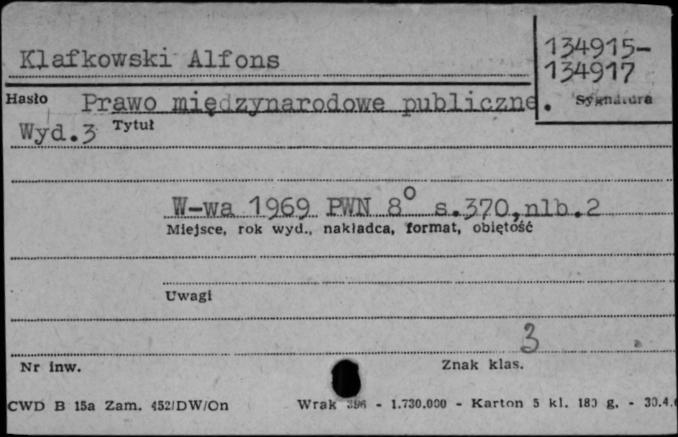 Klafkowski Alfons
134915-
134917
Hasło
Sygnatura
Prawo międzynarodowe publiczne.
Wyd.3
Tytuł
W-wa 1969 PWN 8° s.370,nlb.2
Miejsce, rok wyd., nakładca, format, objętość
Uwagi
3
Nr inw.
Znak klas.
CWD B 15a Zam. 452/DW/On Wrak 396 - 1.730.000 - Karton 5 kl. 180 g. - 30.4.